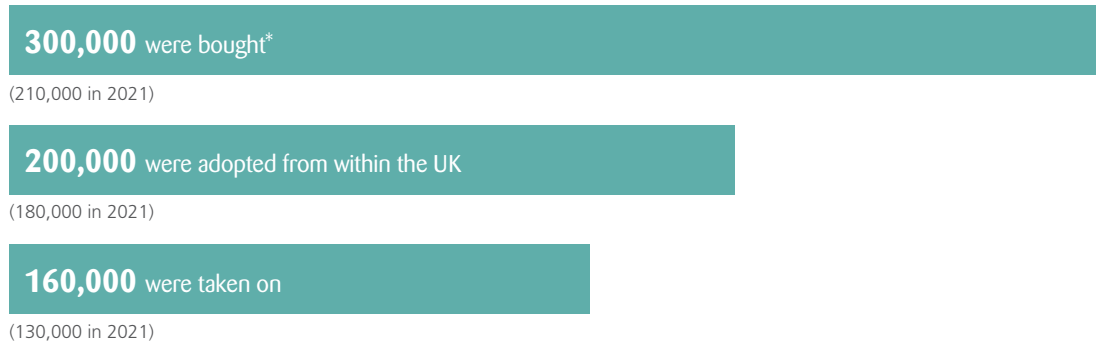 300,000 were bought*
(210,000 in 2021)
200,000 were adopted from within the UK
(180,000 in 2021)
160,000 were taken on
(130,000 in 2021)